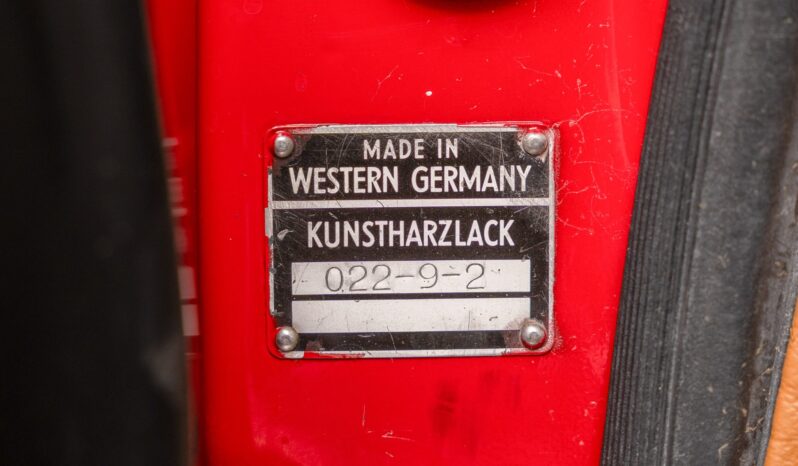 MADE IN
WESTERN GERMANY
KUNSTHARZLACK
022-9-2